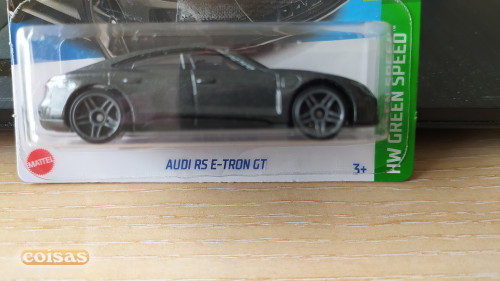 HW GREEN SPEED
MATTEL
AUDI RS E-TRON GT
3+
coisas